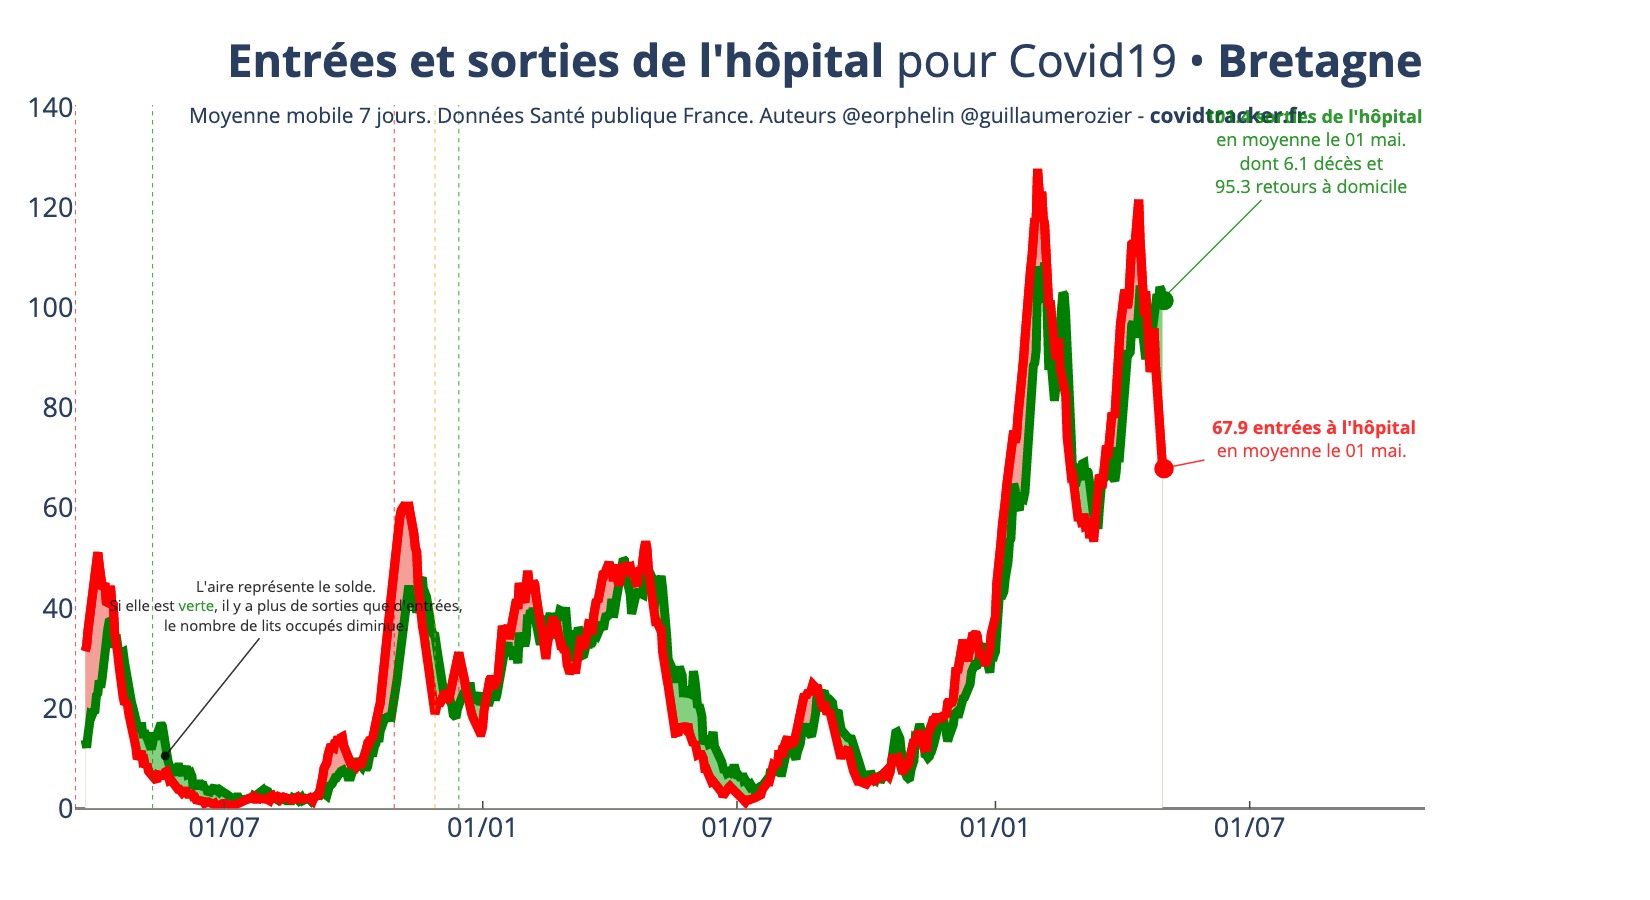 Entrées et sorties de l'hôpital pour Covid19 • Bretagne
Moyenne mobile 7 jours. Données Santé publique France. Auteurs @eorphelin @guillaumerozier - covidtracker.fr
sorties de l'hôpital
en moyenne le 01 mai.
dont 6.1 décès et
95.3 retours à domicile
140
120
100
80
60
40
20
0
67.9 entrées à l'hôpital
en moyenne le 01 mai.
L'aire représente le solde.
Si elle est verte, il y a plus de sorties que d'entrées,
le nombre de lits occupés diminue.
01/07
01/01
01/07
01/01
01/07